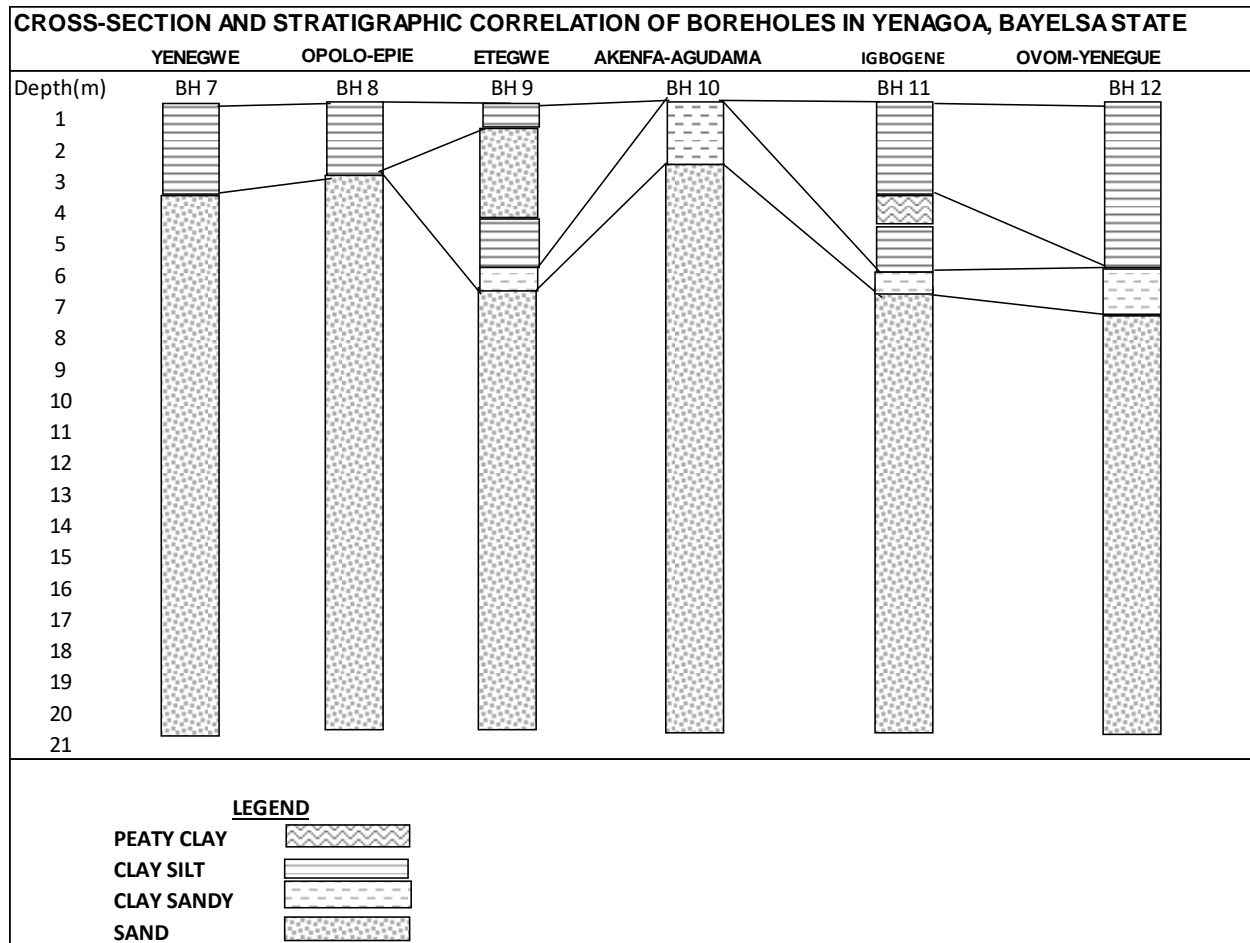 CROSS-SECTION AND STRATIGRAPHIC CORRELATION OF BOREHOLES IN YENAGOA, BAYELSA STATE
YENEGWE OPOLO-EPIE ETEGWE AKENFA-AGUDAMA IGBOGENE OVOM-YENEGUE
Depth(m) BH 7 BH 8 BH 9 BH 10 BH 11 BH 12
1
2
3
4
5
6
7
8
9
10
11
12
13
14
15
16
17
18
19
20
21
LEGEND
PEATY CLAY
CLAY SILT
CLAY SANDY
SAND